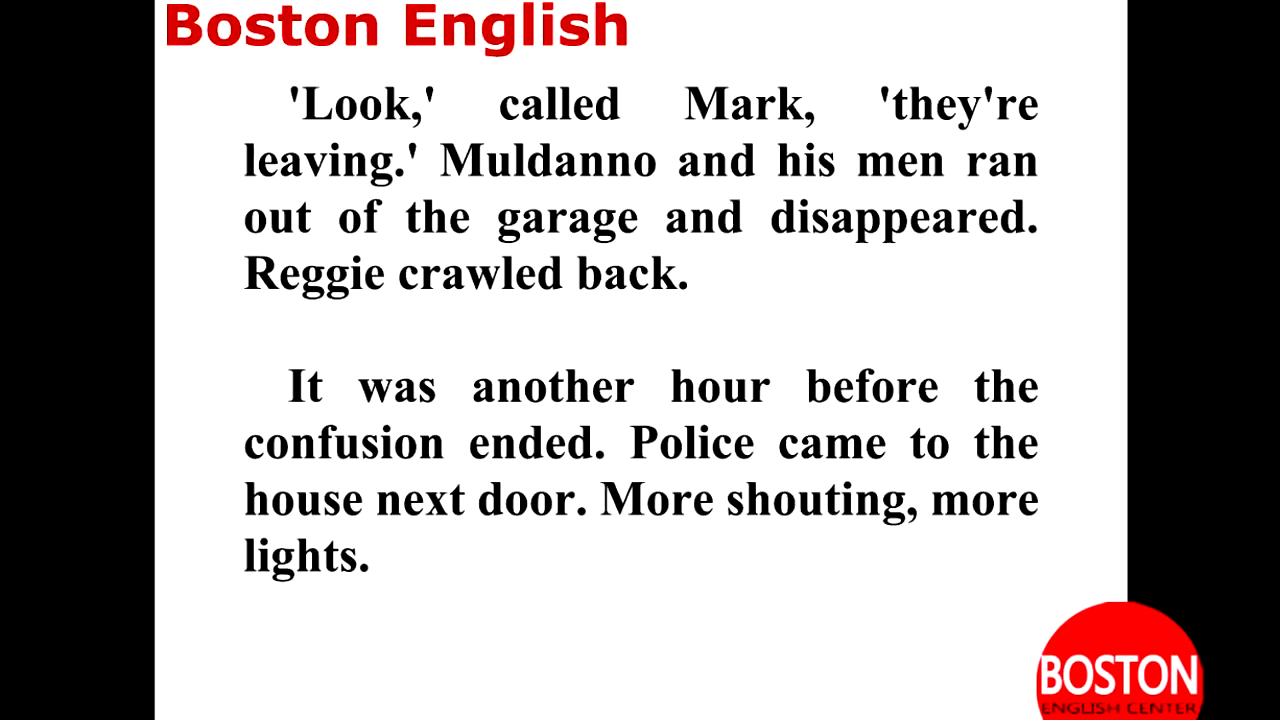 Boston English
'Look,' called Mark, 'they're
leaving.' Muldanno and his men ran
out of the garage and disappeared.
Reggie crawled back.
It was another hour before the
confusion ended. Police came to the
house next door. More shouting, more
lights.
BOSTON
ENGLISH CENTER